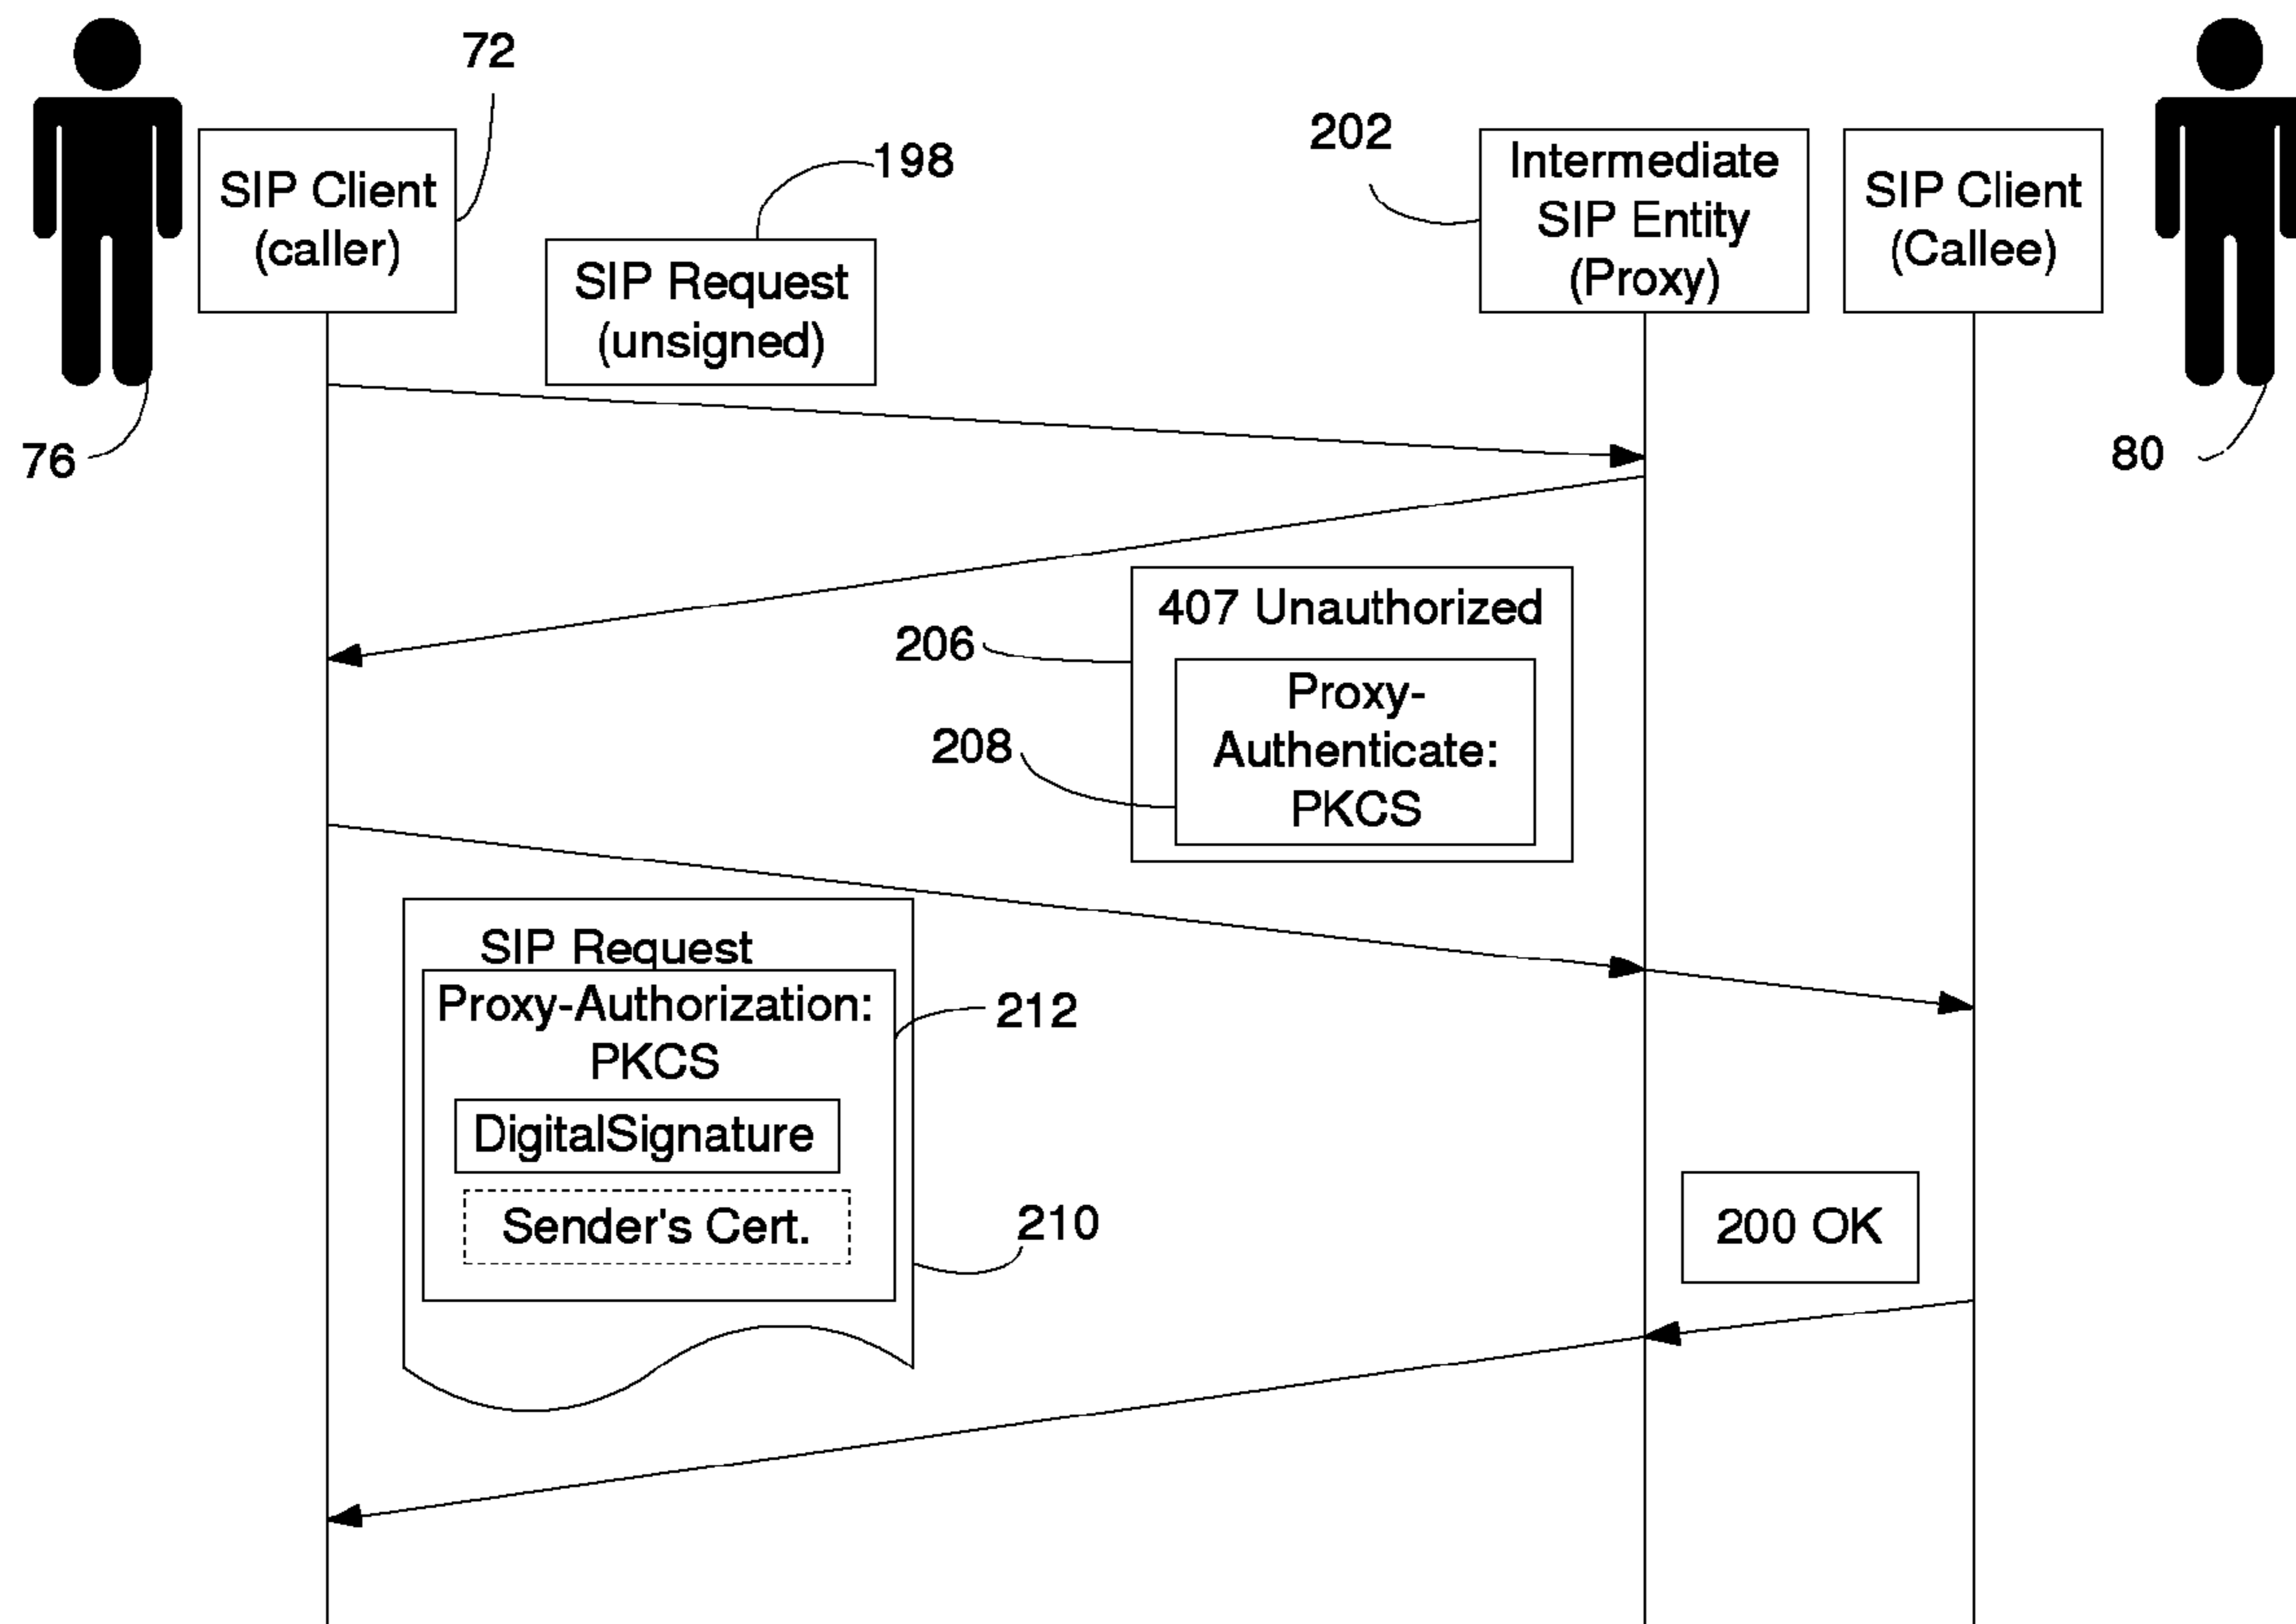 72
198
202
SIP Client
(caller)
SIP Request
(unsigned)
Intermediate
SIP Entity
(Proxy)
SIP Client
(Callee)
76
80
407 Unauthorized
206
Proxy-
Authenticate:
PKCS
208
SIP Request
Proxy-Authorization:
PKCS
212
DigitalSignature
Sender's Cert.
210
200 OK